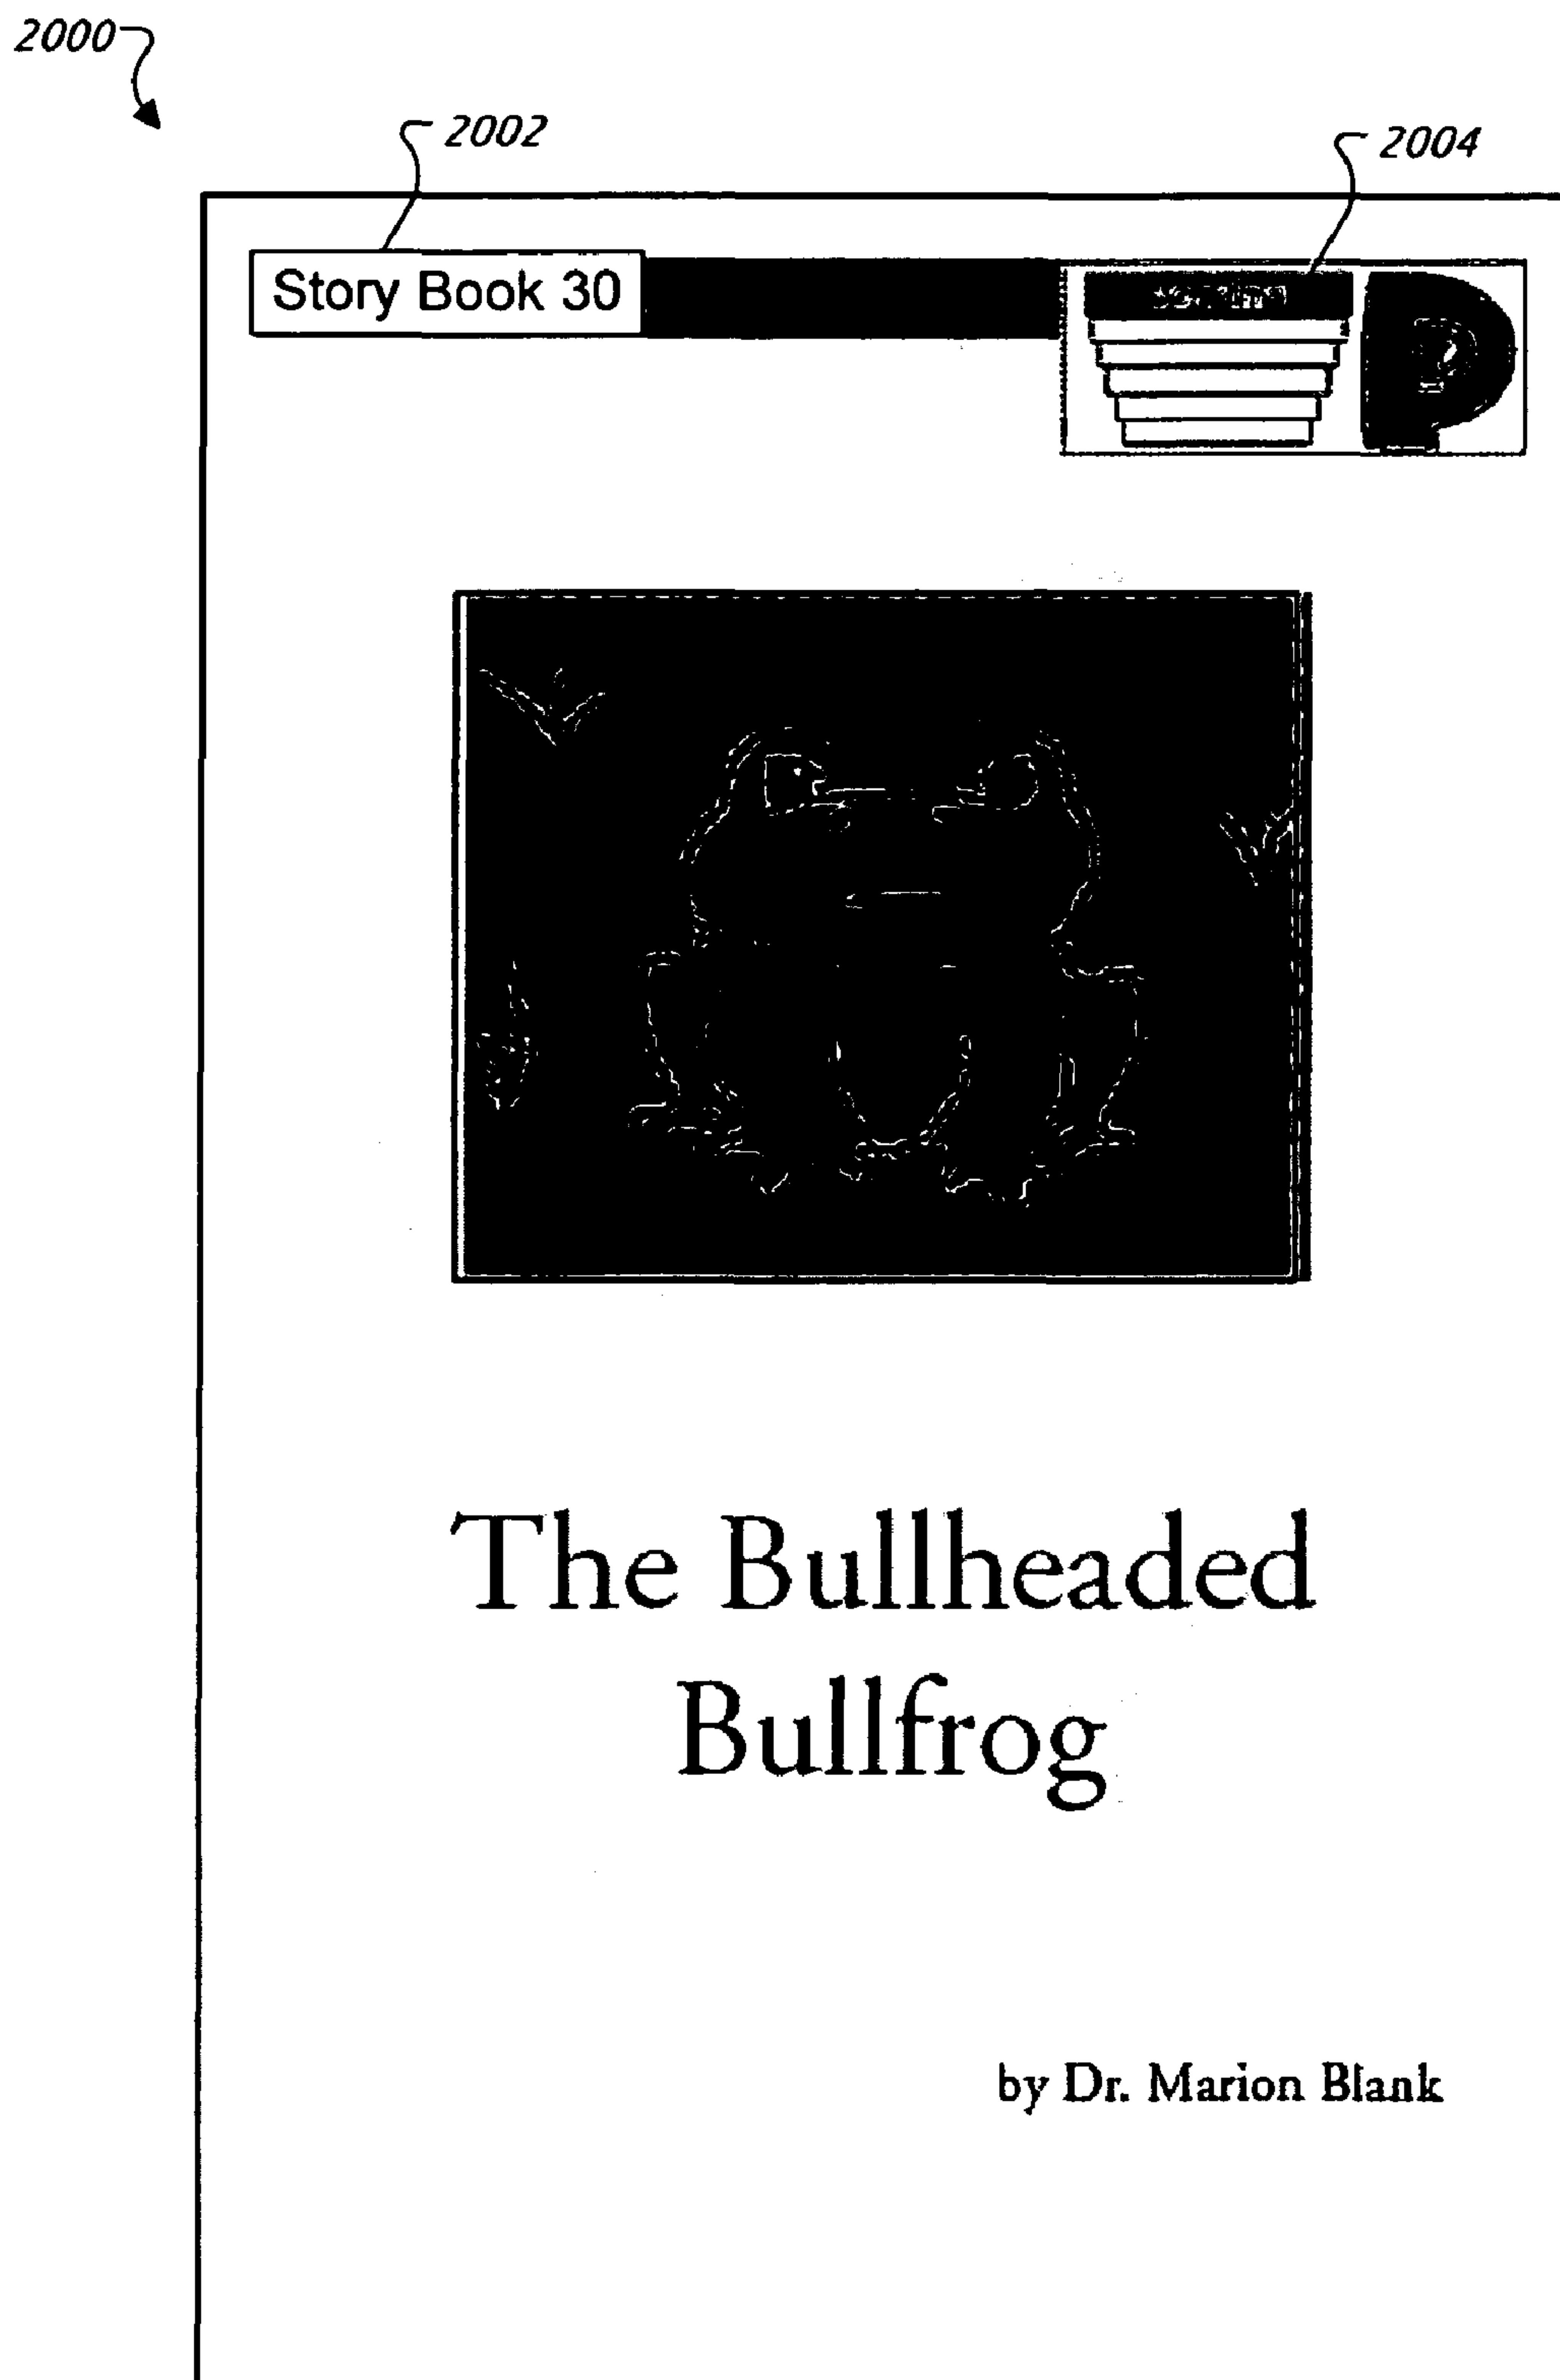 2000
2002
2004
Story Book 30
P
The Bullheaded
Bullfrog
by Dr. Marion Blank